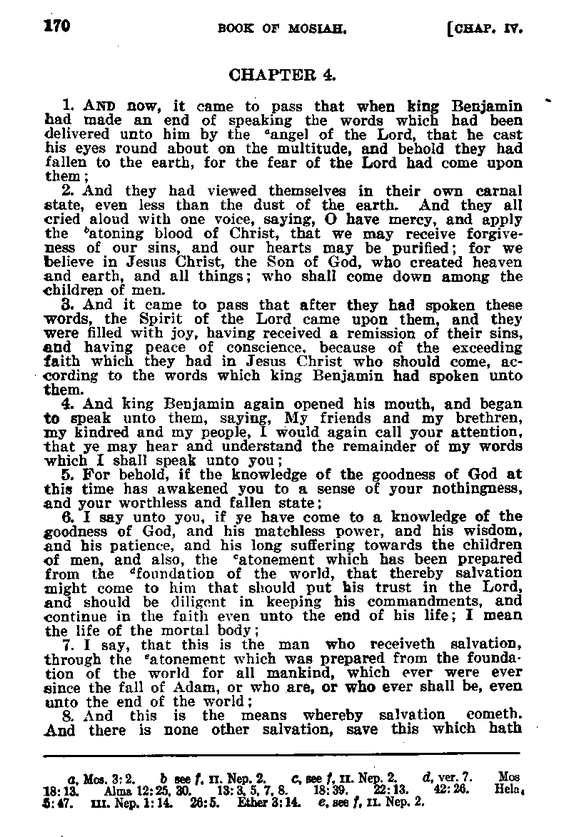 170 BOOK OF MOSIAH. [CHAP. IV.
CHAPTER 4.
1. AND now, it came to pass that when king Benjamin
had made an end of speaking the words which had been
delivered unto him by the ᵃangel of the Lord, that he cast
his eyes round about on the multitude, and behold they had
fallen to the earth, for the fear of the Lord had come upon
them;
2. And they had viewed themselves in their own carnal
state, even less than the dust of the earth. And they all
cried aloud with one voice, saying, O have mercy, and apply
the ᵇatoning blood of Christ, that we may receive forgive-
ness of our sins, and our hearts may be purified; for we
believe in Jesus Christ, the Son of God, who created heaven
and earth, and all things; who shall come down among the
children of men.
3. And it came to pass that after they had spoken these
words, the Spirit of the Lord came upon them, and they
were filled with joy, having received a remission of their sins,
and having peace of conscience, because of the exceeding
faith which they had in Jesus Christ who should come, ac-
cording to the words which king Benjamin had spoken unto
them.
4. And king Benjamin again opened his mouth, and began
to speak unto them, saying, My friends and my brethren,
my kindred and my people, I would again call your attention,
that ye may hear and understand the remainder of my words
which I shall speak unto you;
5. For behold, if the knowledge of the goodness of God at
this time has awakened you to a sense of your nothingness,
and your worthless and fallen state;
6. I say unto you, if ye have come to a knowledge of the
goodness of God, and his matchless power, and his wisdom,
and his patience, and his long suffering towards the children
of men, and also, the ᶜatonement which has been prepared
from the ᵈfoundation of the world, that thereby salvation
might come to him that should put his trust in the Lord,
and should be diligent in keeping his commandments, and
continue in the faith even unto the end of his life; I mean
the life of the mortal body;
7. I say, that this is the man who receiveth salvation,
through the ᵉatonement which was prepared from the founda-
tion of the world for all mankind, which ever were ever
since the fall of Adam, or who are, or who ever shall be, even
unto the end of the world;
8. And this is the means whereby salvation cometh.
And there is none other salvation, save this which hath
a, Mos. 3:2. b see f, II. Nep. 2. c, see f, II. Nep. 2. d, ver. 7. Mos
18:13. Alma 12:25, 30. 13:3, 5, 7, 8. 18:39. 22:13. 42:26. Hela,
5:47. III. Nep. 1:14. 26:5. Ether 3:14. e, see f, II. Nep. 2.